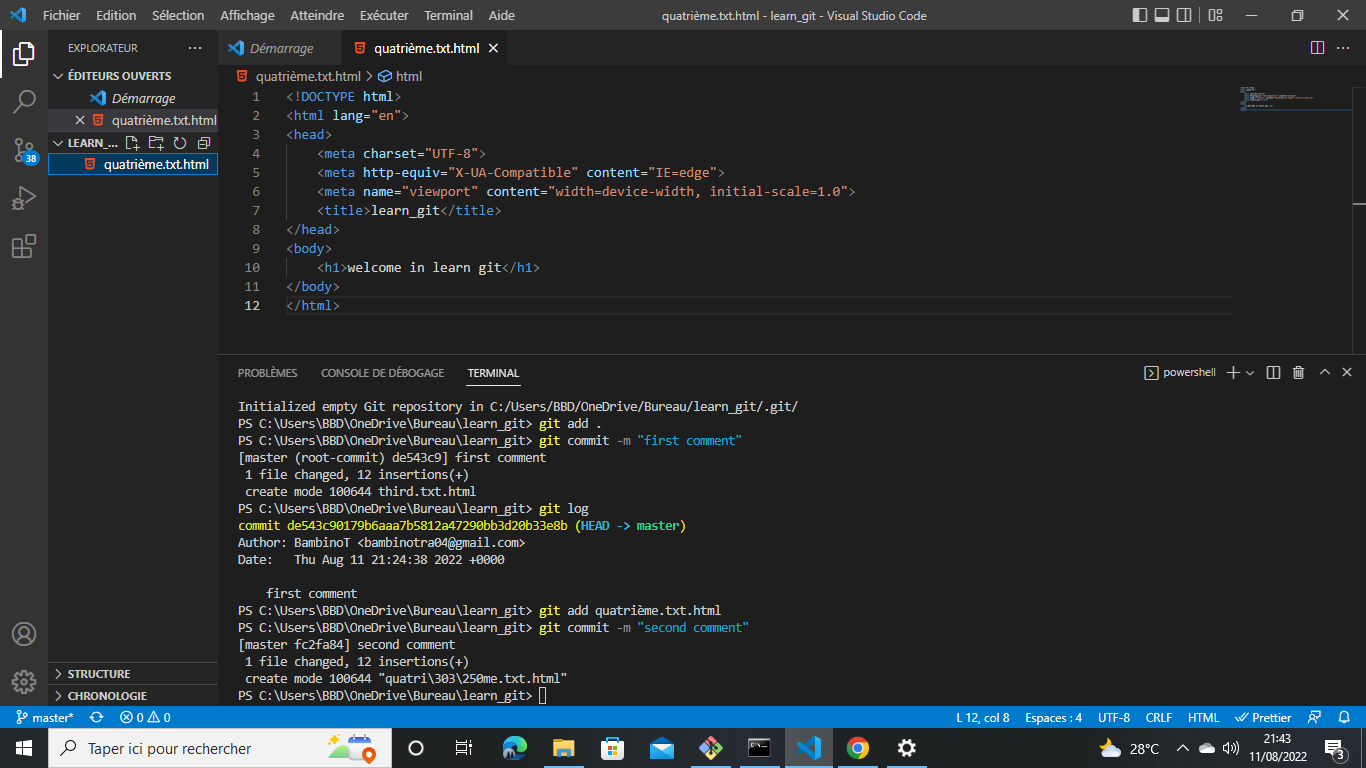 Fichier Edition Sélection Affichage Atteindre Exécuter Terminal Aide quatrième.txt.html - learn_git - Visual Studio Code
EXPLORATEUR
ÉDITEURS OUVERTS
Démarrage
quatrième.txt.html
LEARN_...
quatrième.txt.html
38
STRUCTURE
CHRONOLOGIE
Démarrage quatrième.txt.html
quatrième.txt.html > html
1 <!DOCTYPE html>
2 <html lang="en">
3 <head>
4 <meta charset="UTF-8">
5 <meta http-equiv="X-UA-Compatible" content="IE=edge">
6 <meta name="viewport" content="width=device-width, initial-scale=1.0">
7 <title>learn_git</title>
8 </head>
9 <body>
10 <h1>welcome in learn git</h1>
11 </body>
12 </html>
PROBLÈMES CONSOLE DE DÉBOGAGE TERMINAL powershell
Initialized empty Git repository in C:/Users/BBD/OneDrive/Bureau/learn_git/.git/
PS C:\Users\BBD\OneDrive\Bureau\learn_git> git add .
PS C:\Users\BBD\OneDrive\Bureau\learn_git> git commit -m "first comment"
[master (root-commit) de543c9] first comment
1 file changed, 12 insertions(+)
create mode 100644 third.txt.html
PS C:\Users\BBD\OneDrive\Bureau\learn_git> git log
commit de543c90179b6aaa7b5812a47290bb3d20b33e8b (HEAD -> master)
Author: BambinoT <bambinotra04@gmail.com>
Date: Thu Aug 11 21:24:38 2022 +0000
first comment
PS C:\Users\BBD\OneDrive\Bureau\learn_git> git add quatrième.txt.html
PS C:\Users\BBD\OneDrive\Bureau\learn_git> git commit -m "second comment"
[master fc2fa84] second comment
1 file changed, 12 insertions(+)
create mode 100644 "quatri\303\250me.txt.html"
PS C:\Users\BBD\OneDrive\Bureau\learn_git>
master* 0 0 L 12, col 8 Espaces : 4 UTF-8 CRLF HTML Prettier
Taper ici pour rechercher 28°C 21:43
11/08/2022 3